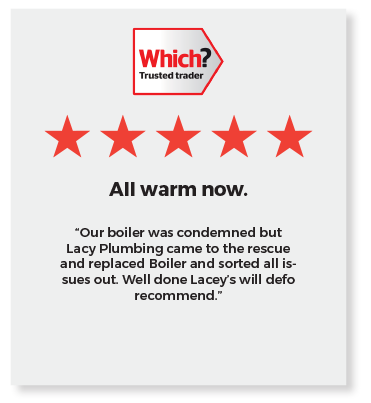 Which?
Trusted trader
All warm now.
“Our boiler was condemned but
Lacy Plumbing came to the rescue
and replaced Boiler and sorted all is-
sues out. Well done Lacey’s will defo
recommend.”